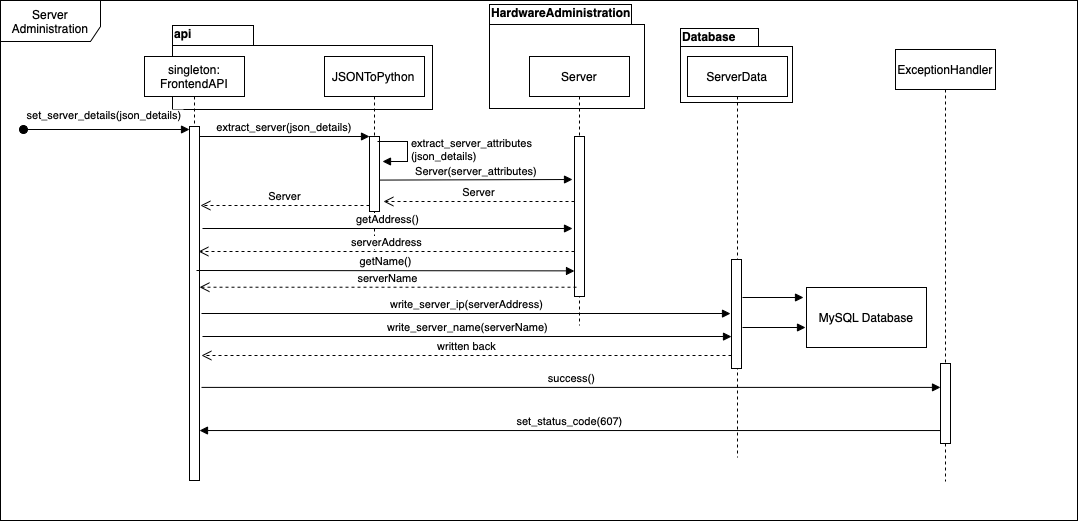 Server
Administration
api
HardwareAdministration
Database
singleton:
FrontendAPI
JSONToPython
Server
ServerData
ExceptionHandler
set_server_details(json_details)
extract_server(json_details)
extract_server_attributes
(json_details)
Server(server_attributes)
Server
Server
getAddress()
serverAddress
getName()
serverName
write_server_ip(serverAddress)
MySQL Database
write_server_name(serverName)
written back
success()
set_status_code(607)